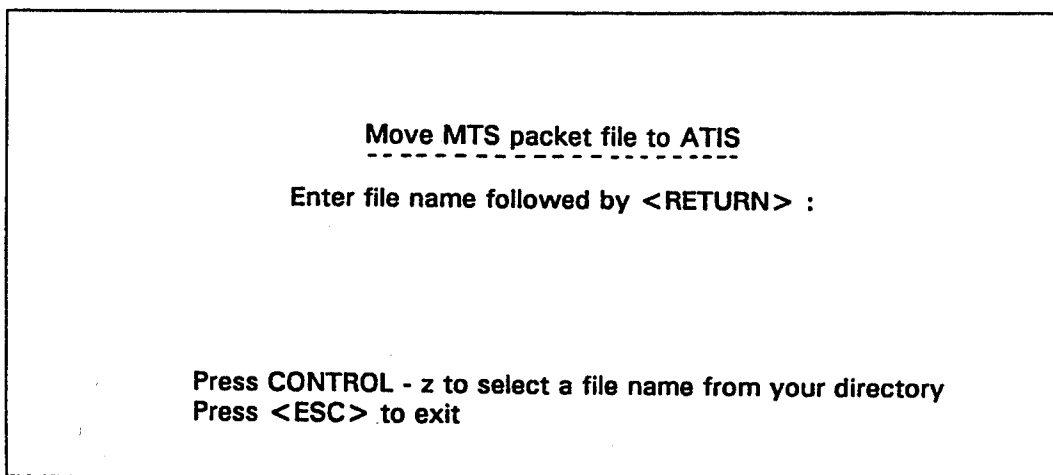 Move MTS packet file to ATIS
Enter file name followed by <RETURN> :
Press CONTROL - z to select a file name from your directory
Press <ESC> to exit